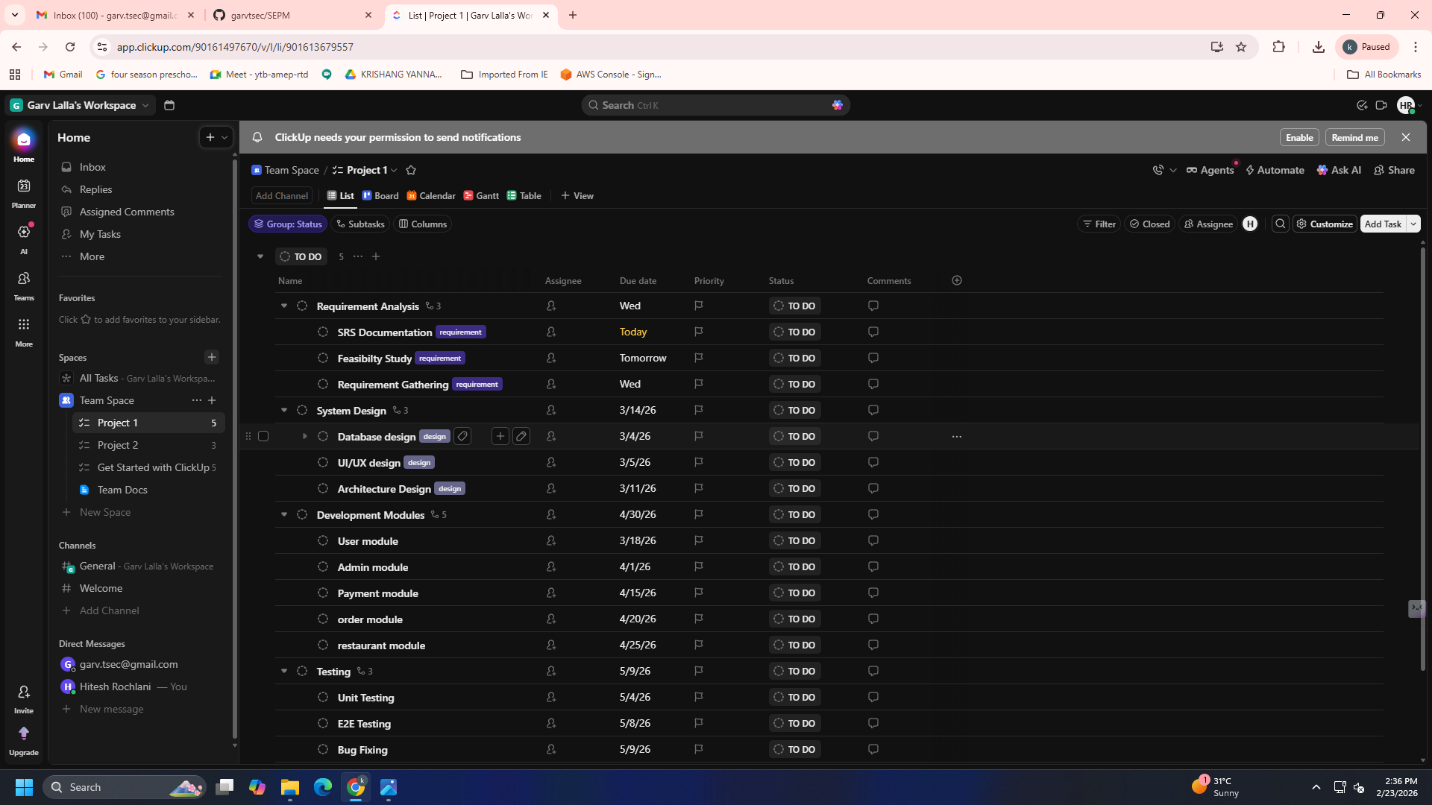 Inbox (100) - garv.tsec@gmail.c
garvtsec/SEPM
List | Project 1 | Garv Lalla's Wor
app.clickup.com/90161497670/v/l/li/901613679557
k Paused
Gmail
four season prescho...
Meet - ytb-amep-rtd
KRISHANG YANNA...
Imported From IE
AWS Console - Sign...
All Bookmarks
G Garv Lalla's Workspace
Search Ctrl K
HR
Home
Planner
AI
Teams
More
Invite
Upgrade
Home
Inbox
Replies
Assigned Comments
My Tasks
More
Favorites
Click ☆ to add favorites to your sidebar.
Spaces
All Tasks - Garv Lalla's Workspa...
Team Space
Project 1 5
Project 2 3
Get Started with ClickUp 5
Team Docs
New Space
Channels
General - Garv Lalla's Workspace
Welcome
Add Channel
Direct Messages
G garv.tsec@gmail.com
H Hitesh Rochlani — You
New message
ClickUp needs your permission to send notifications
Enable
Remind me
Team Space / Project 1
Agents
Automate
Ask AI
Share
Add Channel
List
Board
Calendar
Gantt
Table
View
Group: Status
Subtasks
Columns
Filter
Closed
Assignee
H
Customize
Add Task
TO DO 5
Name Assignee Due date Priority Status Comments
Requirement Analysis 3 Wed TO DO
SRS Documentation requirement Today TO DO
Feasibilty Study requirement Tomorrow TO DO
Requirement Gathering requirement Wed TO DO
System Design 3 3/14/26 TO DO
Database design design 3/4/26 TO DO
UI/UX design design 3/5/26 TO DO
Architecture Design design 3/11/26 TO DO
Development Modules 5 4/30/26 TO DO
User module 3/18/26 TO DO
Admin module 4/1/26 TO DO
Payment module 4/15/26 TO DO
order module 4/20/26 TO DO
restaurant module 4/25/26 TO DO
Testing 3 5/9/26 TO DO
Unit Testing 5/4/26 TO DO
E2E Testing 5/8/26 TO DO
Bug Fixing 5/9/26 TO DO
Search
1
31°C
Sunny
2:36 PM
2/23/2026